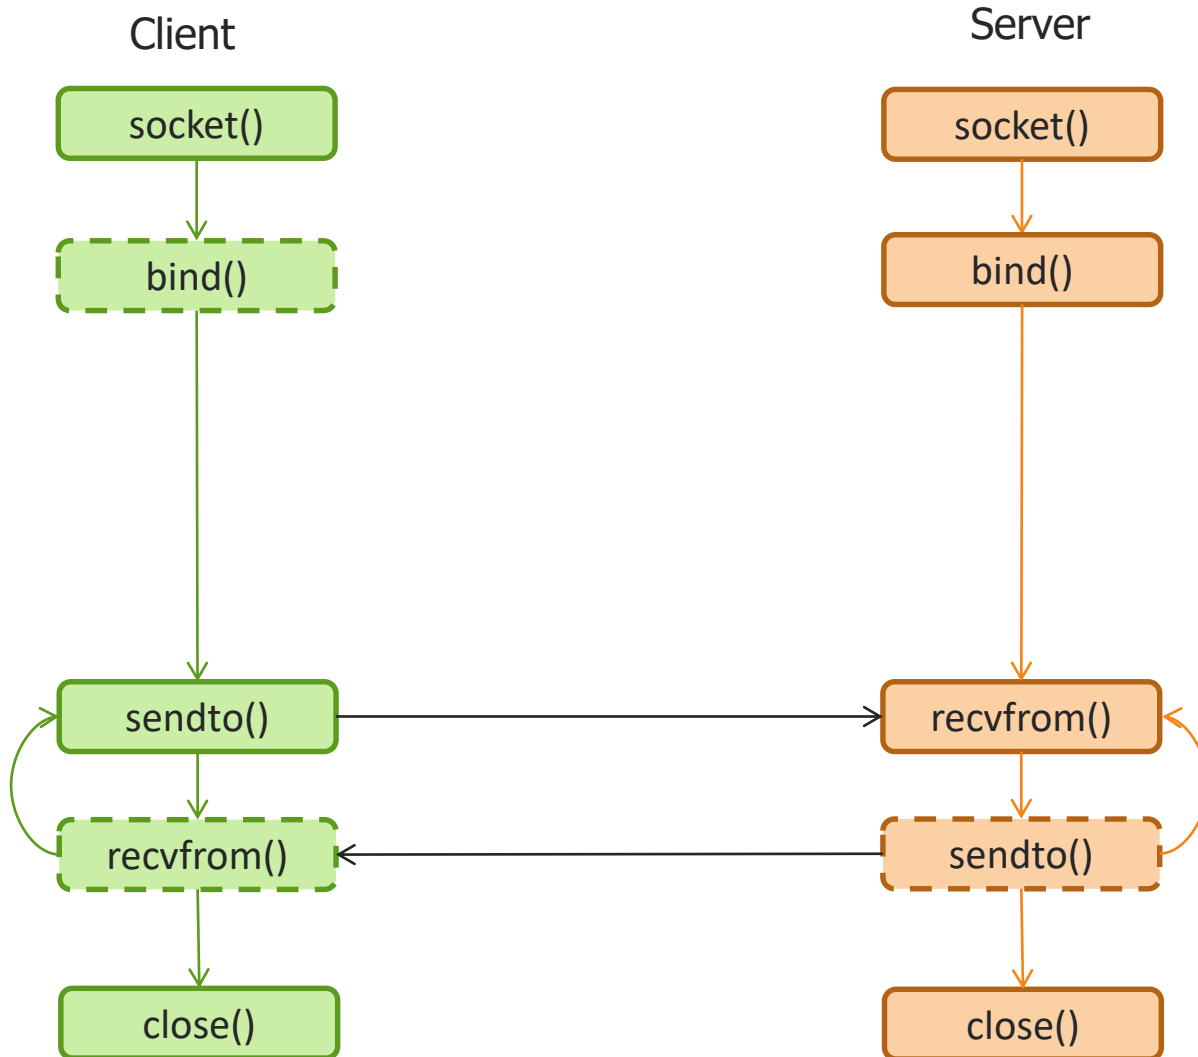 Client
Server
socket()
socket()
bind()
bind()
sendto()
recvfrom()
recvfrom()
sendto()
close()
close()